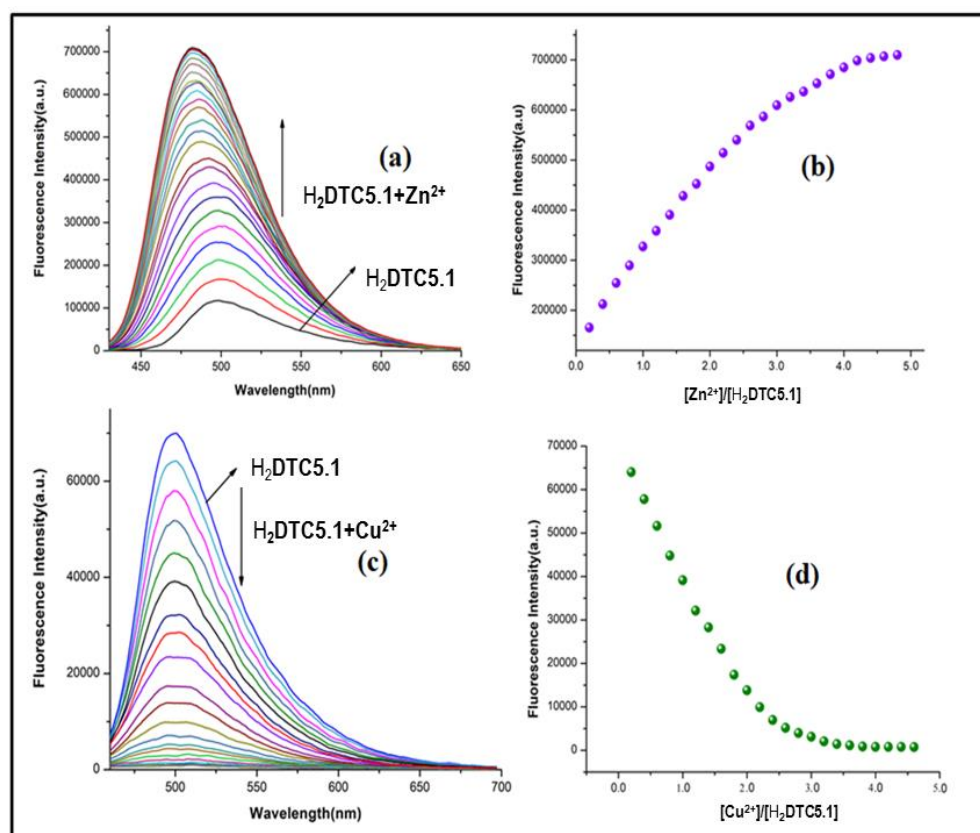 700000
600000
500000
400000
300000
200000
100000
0
Fluorescence Intensity(a.u.)
(a)
H₂DTC5.1+Zn²⁺
H₂DTC5.1
450 500 550 600 650
Wavelength(nm)
700000
600000
500000
400000
300000
200000
Fluorescence Intensity(a.u)
(b)
0.0 1.0 2.0 3.0 4.0 5.0
[Zn²⁺]/[H₂DTC5.1]
60000
40000
20000
0
Fluorescence Intensity(a.u.)
H₂DTC5.1
H₂DTC5.1+Cu²⁺
(c)
500 550 600 650 700
Wavelength(nm)
70000
60000
50000
40000
30000
20000
10000
0
Fluorescence Intensity(a.u.)
(d)
0.0 1.0 2.0 3.0 4.0 5.0
[Cu²⁺]/[H₂DTC5.1]